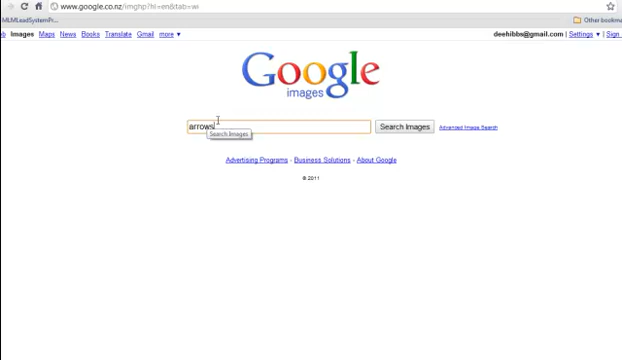 www.google.co.nz/imghp?hl=en&tab=wi
MLMLeadSystemPr... Other bookma
Images Maps News Books Translate Gmail more ▼ deehibbs@gmail.com | Settings ▼ | Sign
Google
images
arrows Search Images Advanced Image Search
Search Images
Advertising Programs - Business Solutions - About Google
© 2011